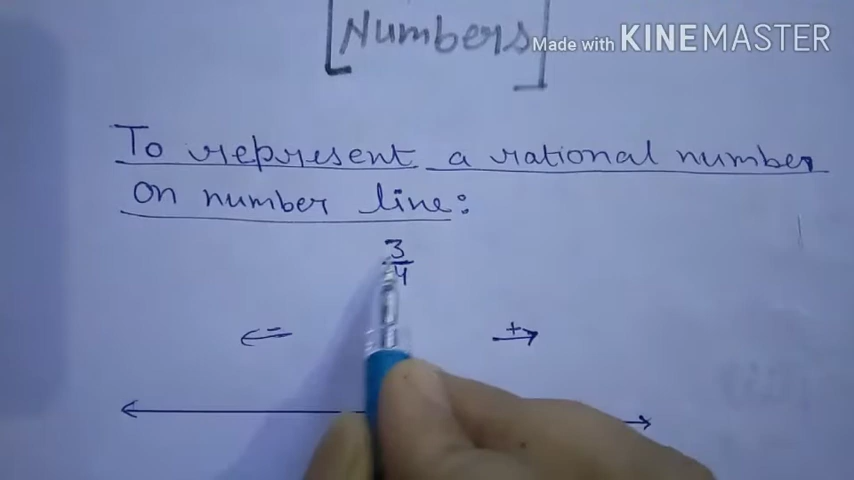 [Numbers]
Made with KINEMASTER
To represent a rational number
on number line:
3
4
-
+